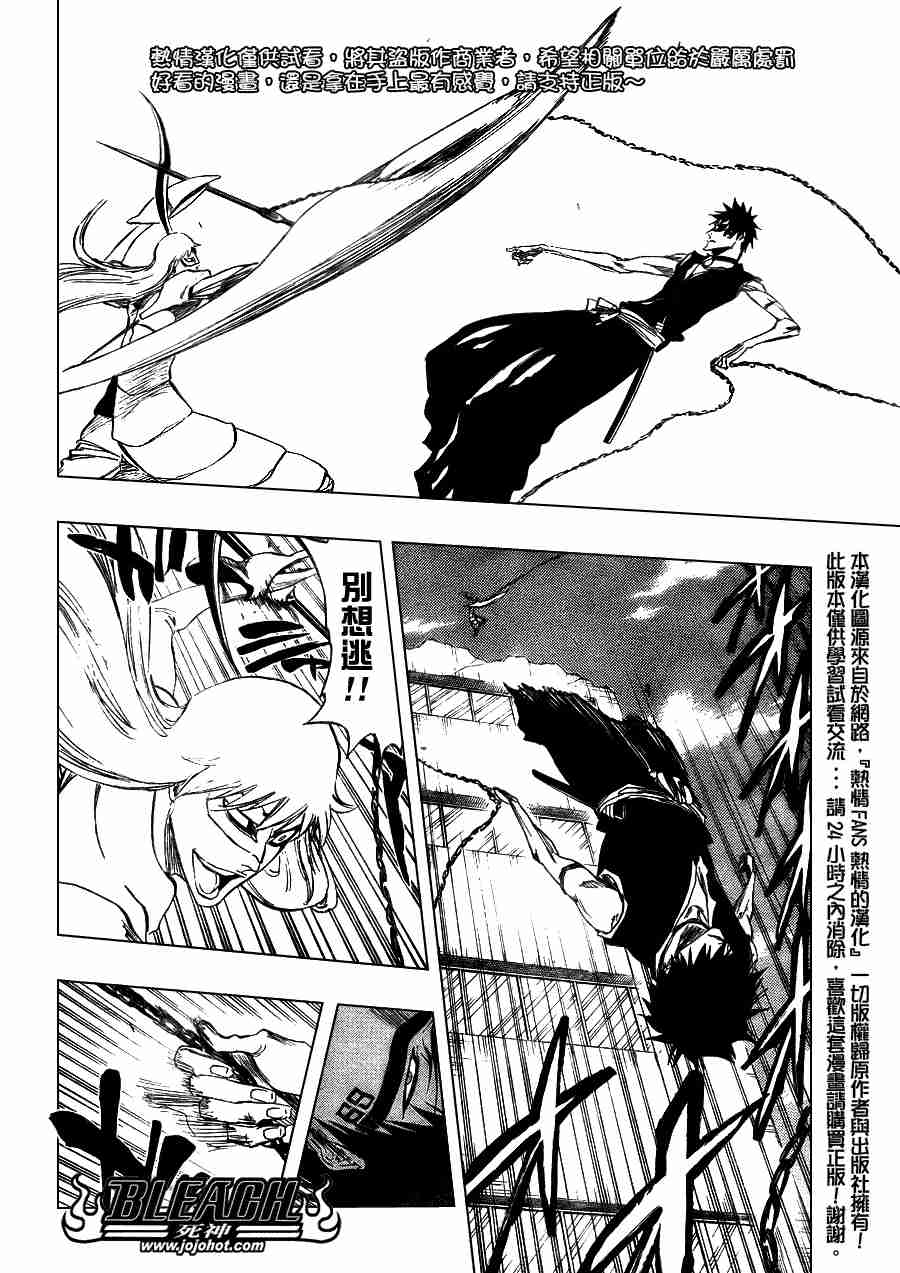 熱情漢化僅供試看，將其盜版作商業者，希望相關單位給於嚴厲處罰
好看的漫畫，還是拿在手上最有感覺，請支持正版～
別想逃!!
本漢化圖源來自於網路，『熱情 FANS 熱情的漢化』一切版權歸原作者與出版社擁有！
此版本僅供學習試看交流…請 24 小時之內消除，喜歡這套漫畫請購買正版！謝謝。
69
BLEACH
死神
www.jojohot.com